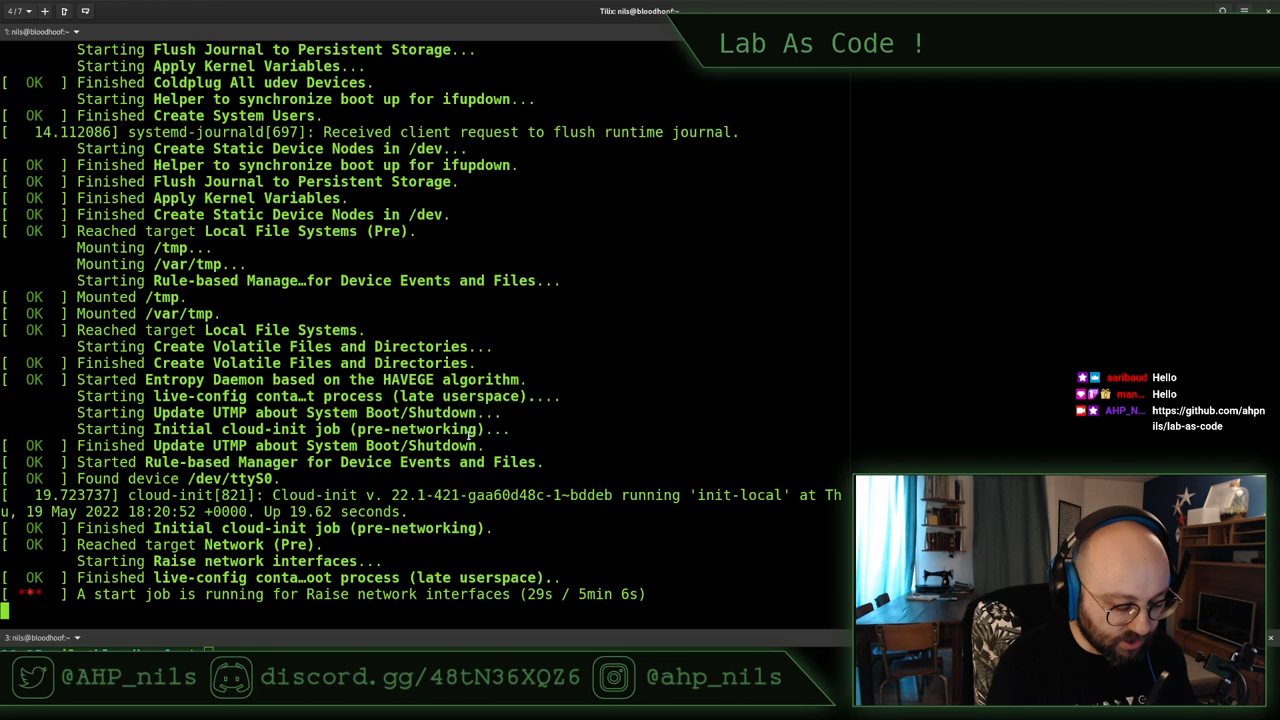 4 / 7
Tilix: nils@bloodhoof:~
1: nils@bloodhoof:~
Lab As Code !
Starting Flush Journal to Persistent Storage...
Starting Apply Kernel Variables...
[  OK  ] Finished Coldplug All udev Devices.
Starting Helper to synchronize boot up for ifupdown...
[  OK  ] Finished Create System Users.
[   14.112086] systemd-journald[697]: Received client request to flush runtime journal.
Starting Create Static Device Nodes in /dev...
[  OK  ] Finished Helper to synchronize boot up for ifupdown.
[  OK  ] Finished Flush Journal to Persistent Storage.
[  OK  ] Finished Apply Kernel Variables.
[  OK  ] Finished Create Static Device Nodes in /dev.
[  OK  ] Reached target Local File Systems (Pre).
Mounting /tmp...
Mounting /var/tmp...
Starting Rule-based Manage…for Device Events and Files...
[  OK  ] Mounted /tmp.
[  OK  ] Mounted /var/tmp.
[  OK  ] Reached target Local File Systems.
Starting Create Volatile Files and Directories...
[  OK  ] Finished Create Volatile Files and Directories.
[  OK  ] Started Entropy Daemon based on the HAVEGE algorithm.
Starting live-config conta…t process (late userspace)....
Starting Update UTMP about System Boot/Shutdown...
Starting Initial cloud-init job (pre-networking)...
[  OK  ] Finished Update UTMP about System Boot/Shutdown.
[  OK  ] Started Rule-based Manager for Device Events and Files.
[  OK  ] Found device /dev/ttyS0.
[   19.723737] cloud-init[821]: Cloud-init v. 22.1-421-gaa60d48c-1~bddeb running 'init-local' at Th
u, 19 May 2022 18:20:52 +0000. Up 19.62 seconds.
[  OK  ] Finished Initial cloud-init job (pre-networking).
[  OK  ] Reached target Network (Pre).
Starting Raise network interfaces...
[  OK  ] Finished live-config conta…oot process (late userspace)..
[ *** ] A start job is running for Raise network interfaces (29s / 5min 6s)
aaribaud Hello
man... Hello
AHP_N... https://github.com/ahpn
ils/lab-as-code
3: nils@bloodhoof:~
@AHP_nils
discord.gg/48tN36XQZ6
@ahp_nils